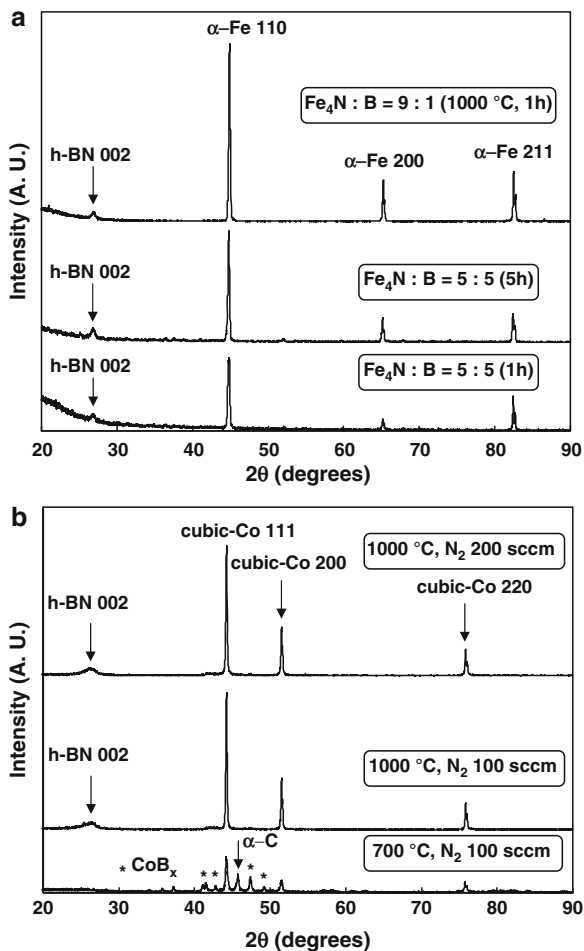 a
α–Fe 110
Fe₄N : B = 9 : 1 (1000 °C, 1h)
h-BN 002
α–Fe 200
α–Fe 211
h-BN 002
Fe₄N : B = 5 : 5 (5h)
h-BN 002
Fe₄N : B = 5 : 5 (1h)
Intensity (A. U.)
20 30 40 50 60 70 80 90
2θ (degrees)
b
cubic-Co 111
1000 °C, N₂ 200 sccm
cubic-Co 200
cubic-Co 220
h-BN 002
h-BN 002
1000 °C, N₂ 100 sccm
α–C
700 °C, N₂ 100 sccm
* CoBₓ * * * *
Intensity (A. U.)
20 30 40 50 60 70 80 90
2θ (degrees)